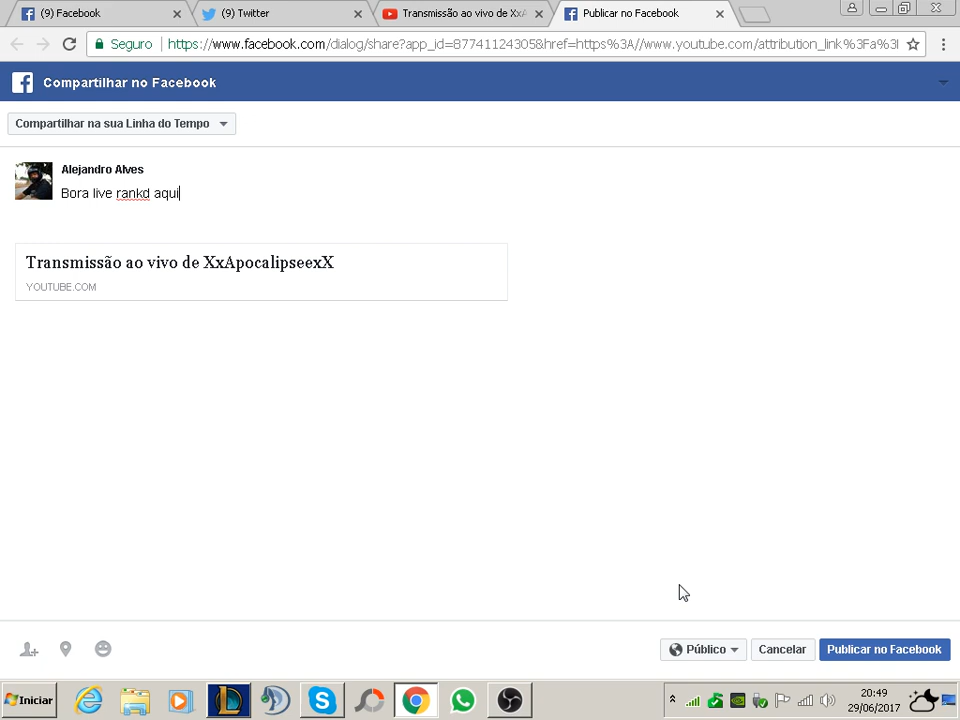 (9) Facebook
(9) Twitter
Transmissão ao vivo de XxA
Publicar no Facebook
Seguro
https://www.facebook.com/dialog/share?app_id=87741124305&href=https%3A//www.youtube.com/attribution_link%3Fa%3
Compartilhar no Facebook
Compartilhar na sua Linha do Tempo
Alejandro Alves
Bora live rankd aqui
Transmissão ao vivo de XxApocalipseexX
YOUTUBE.COM
Público
Cancelar
Publicar no Facebook
Iniciar
20:49
29/06/2017